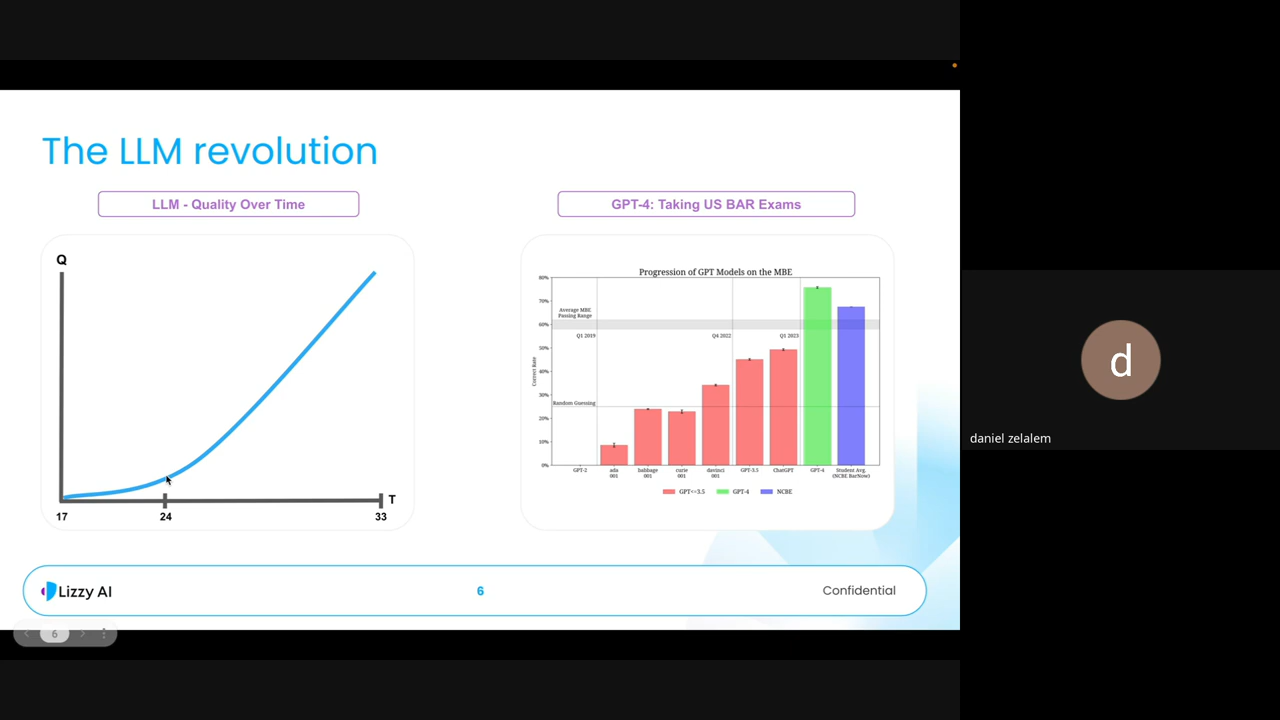 The LLM revolution
LLM - Quality Over Time
GPT-4: Taking US BAR Exams
Q
T
17
24
33
Progression of GPT Models on the MBE
80%
70%
60%
50%
40%
30%
20%
10%
0%
Correct Rate
Average MBE
Passing Range
Random Guessing
Q1 2019
Q4 2022
Q1 2023
GPT-2
ada
001
babbage
001
curie
001
davinci
001
GPT-3.5
ChatGPT
GPT-4
Student Avg.
(NCBE BarNow)
GPT<=3.5
GPT-4
NCBE
Lizzy AI
6
Confidential
6
d
daniel zelalem